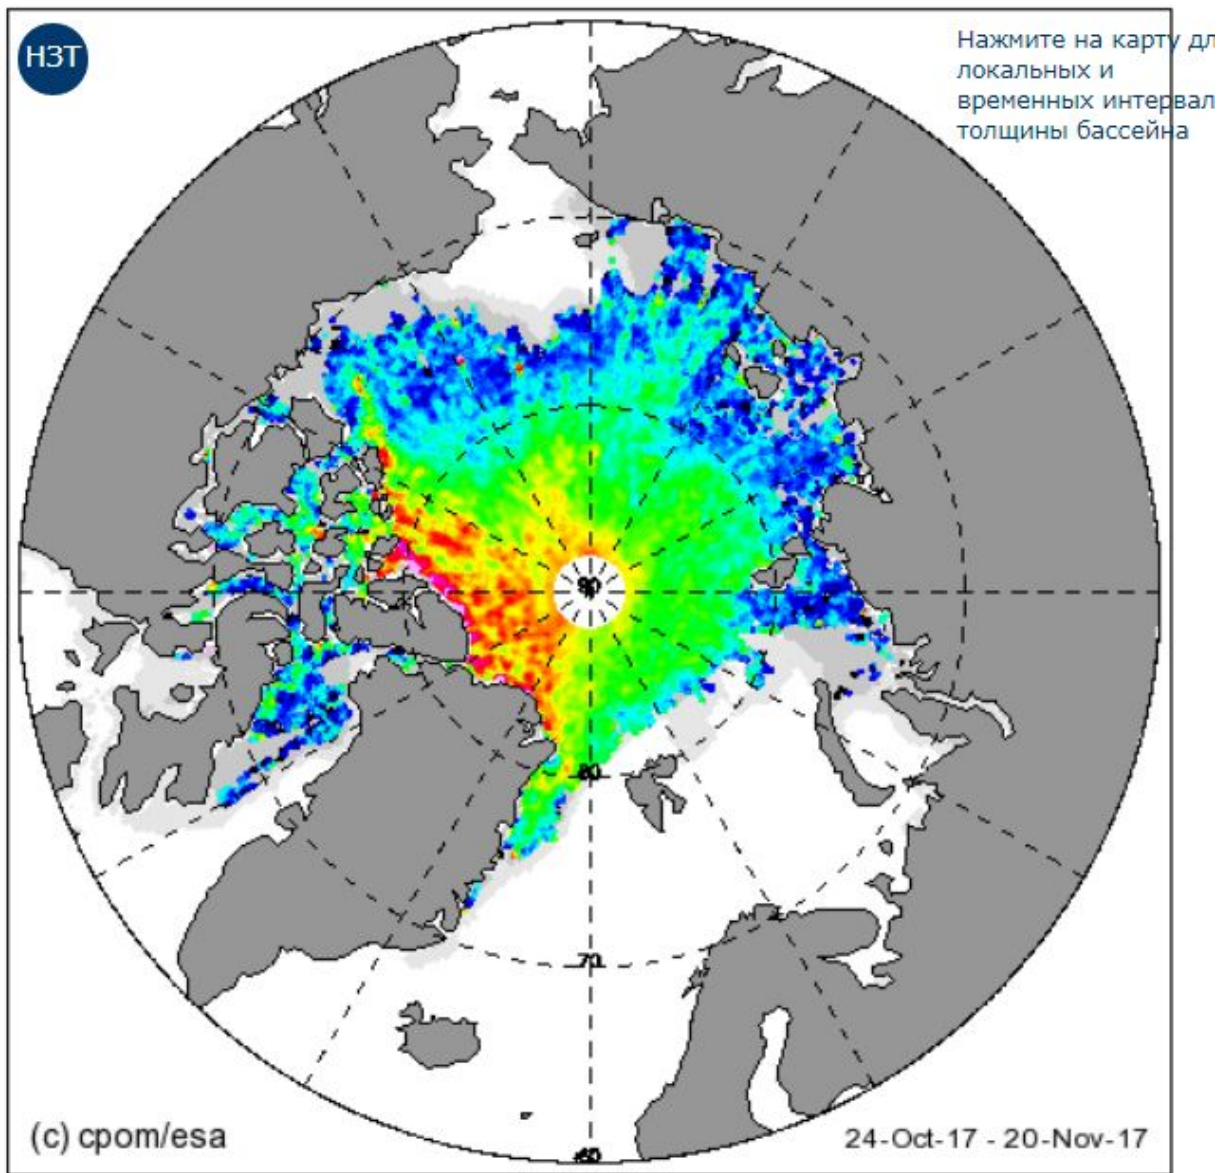 НЗТ
Нажмите на карту дл
локальных и
временных интервал
толщины бассейна
90
80
70
60
(c) cpom/esa
24-Oct-17 - 20-Nov-17